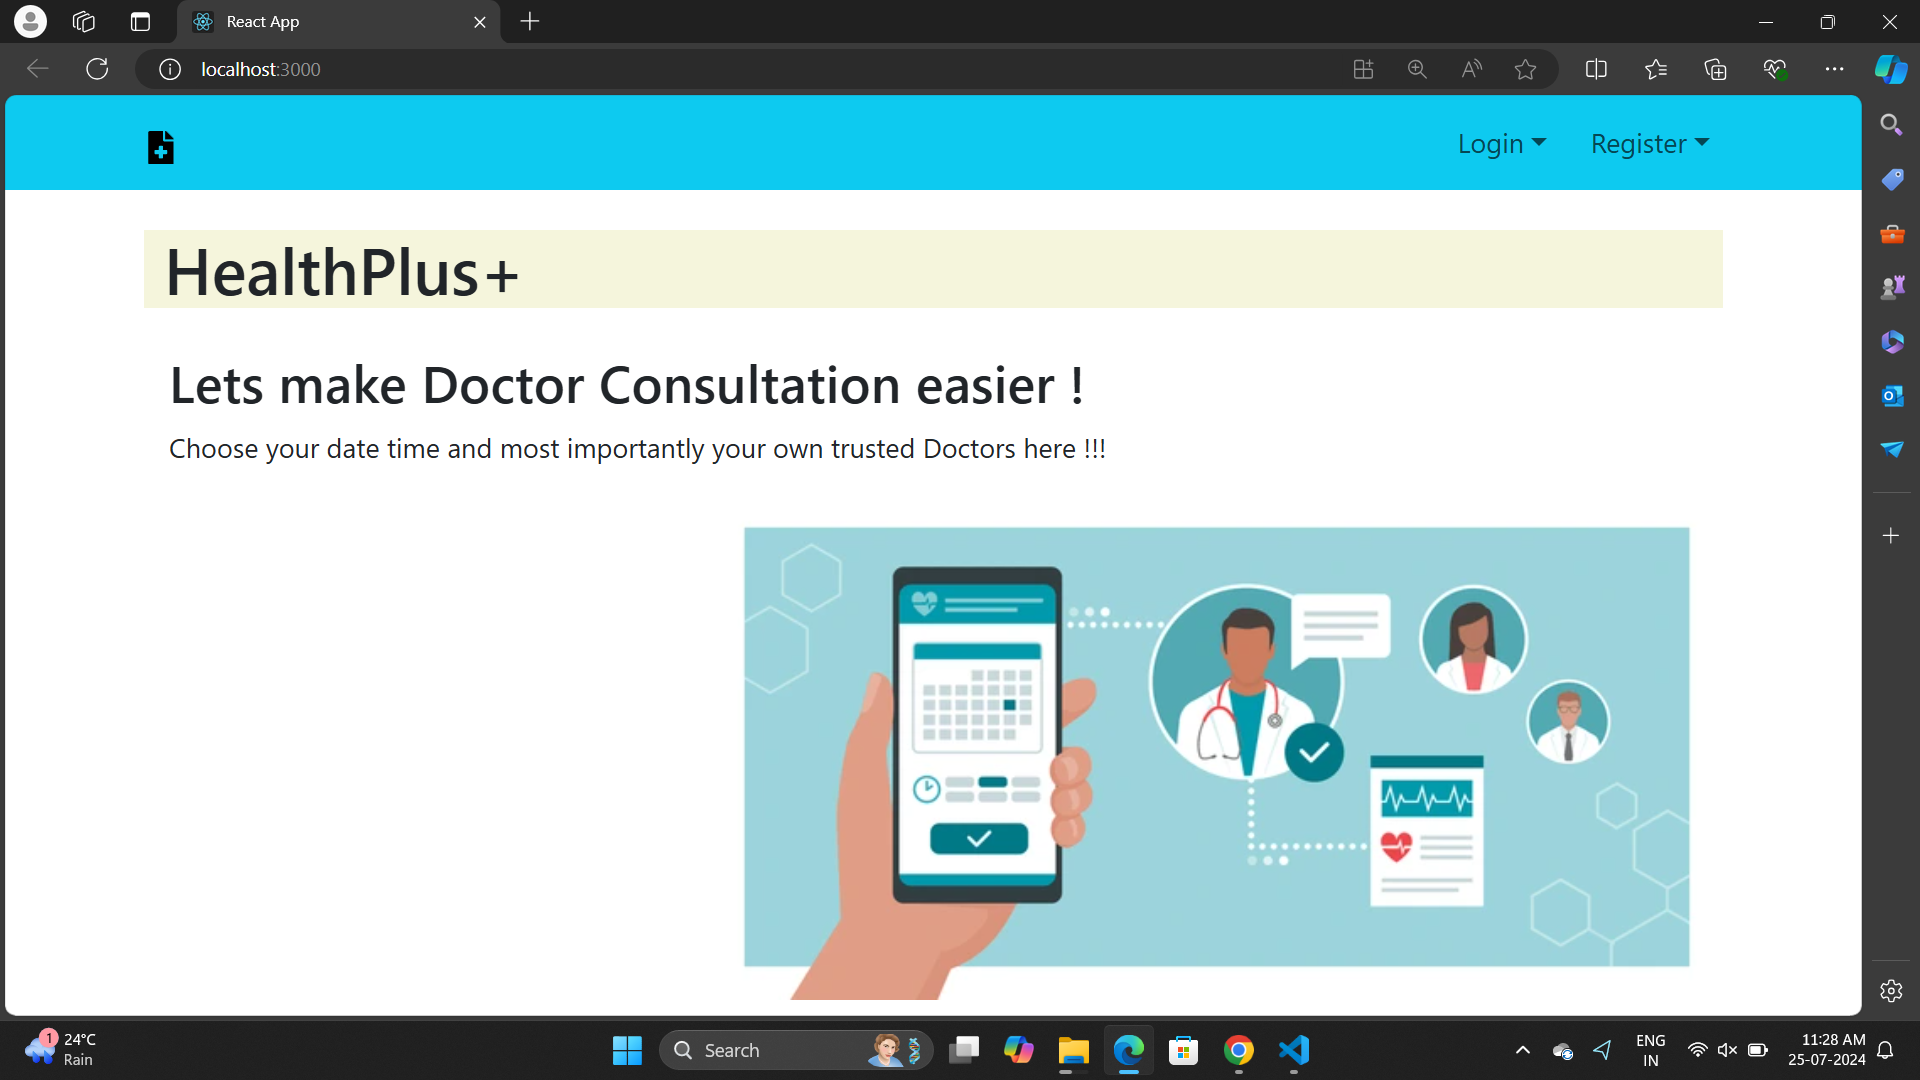 React App
localhost:3000
Login
Register
HealthPlus+
Lets make Doctor Consultation easier !
Choose your date time and most importantly your own trusted Doctors here !!!
1
24°C
Rain
Search
ENG
IN
11:28 AM
25-07-2024